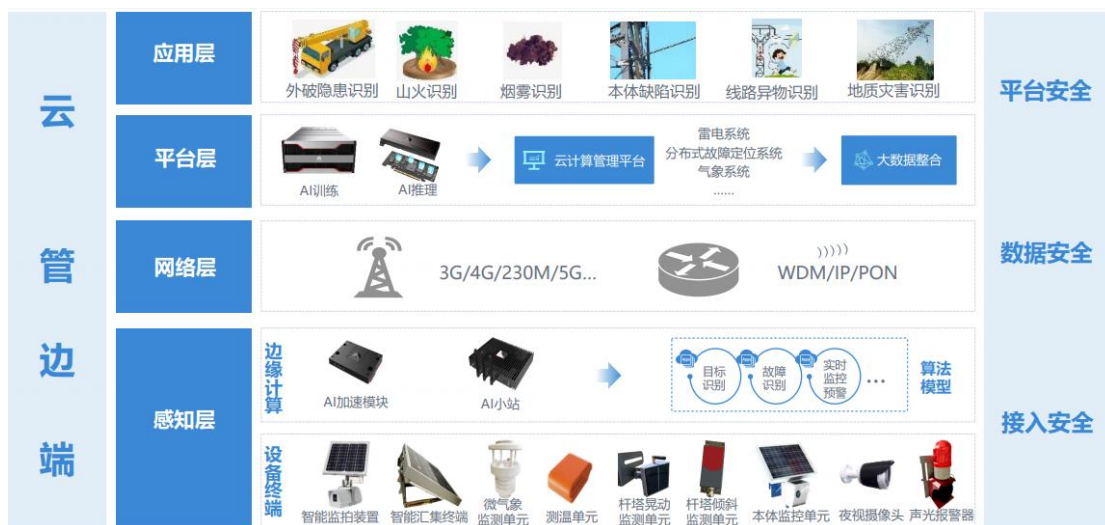 云
管
边
端
应用层
外破隐患识别
山火识别
烟雾识别
本体缺陷识别
线路异物识别
地质灾害识别
平台层
AI训练
AI推理
云计算管理平台
雷电系统
分布式故障定位系统
气象系统
......
大数据整合
网络层
3G/4G/230M/5G...
WDM/IP/PON
感知层
边缘计算
AI加速模块
AI小站
目标
识别
故障
识别
实时
监控
预警
...
算法
模型
设备终端
智能监拍装置
智能汇集终端
微气象
监测单元
测温单元
杆塔晃动
监测单元
杆塔倾斜
监测单元
本体监控单元
夜视摄像头
声光报警器
平台安全
数据安全
接入安全